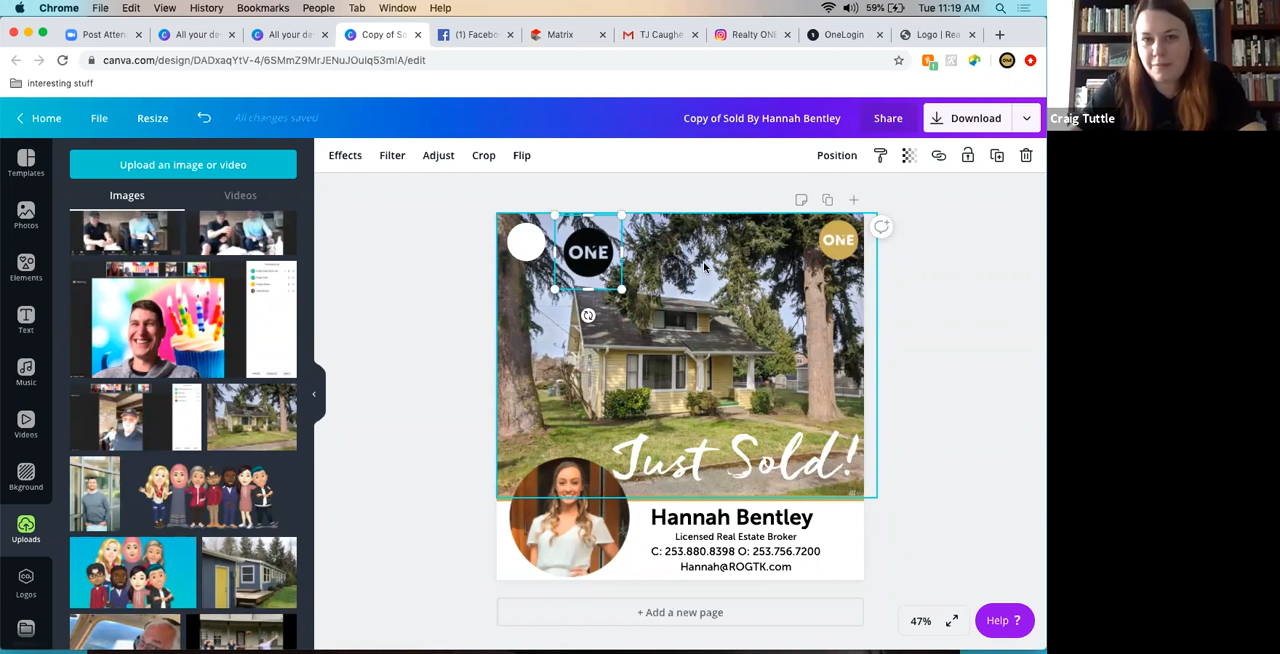 Chrome File Edit View History Bookmarks People Tab Window Help 59% Tue 11:19 AM
Post Atten All your de All your de Copy of So (1) Facebo Matrix TJ Caughe Realty ONE OneLogin Logo | Rea
canva.com/design/DADxaqYtV-4/6SMmZ9MrJENuJOulq53mIA/edit
interesting stuff
Home File Resize All changes saved Copy of Sold By Hannah Bentley Share Download
Craig Tuttle
Templates
Photos
Elements
Text
Music
Videos
Bkground
Uploads
Logos
Upload an image or video
Images Videos
Effects Filter Adjust Crop Flip Position
ONE ONE
Just Sold!
Hannah Bentley
Licensed Real Estate Broker
C: 253.880.8398 O: 253.756.7200
Hannah@ROGTK.com
+ Add a new page
47% Help ?